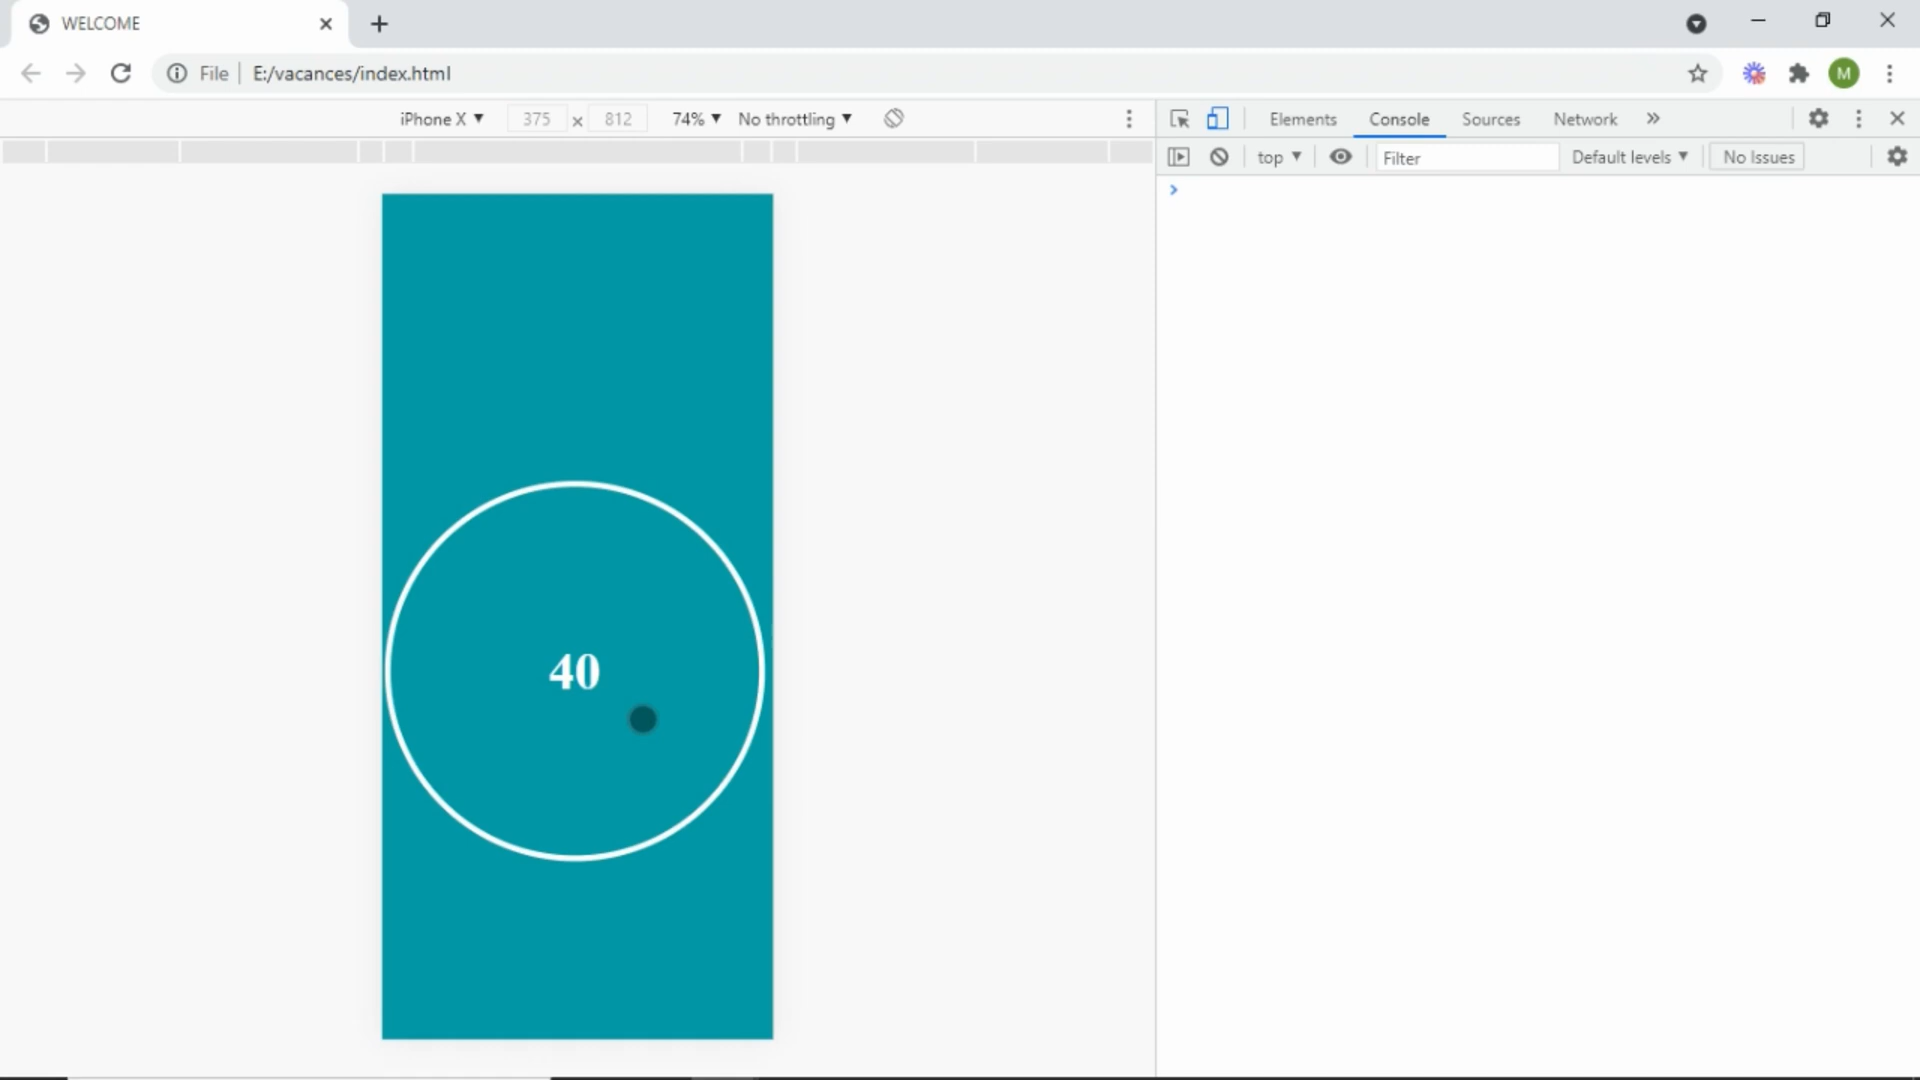 WELCOME
File E:/vacances/index.html M
iPhone X 375 x 812 74% No throttling
Elements Console Sources Network
top Filter Default levels No Issues
40